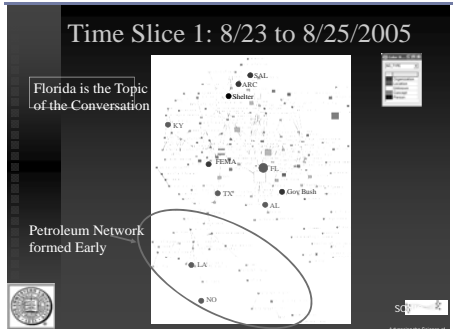 Time Slice 1: 8/23 to 8/25/2005
Florida is the Topic
of the Conversation
SAL
ARC
Shelter
KY
FEMA
FL
TX
Gov Bush
AL
Petroleum Network
formed Early
LA
NO